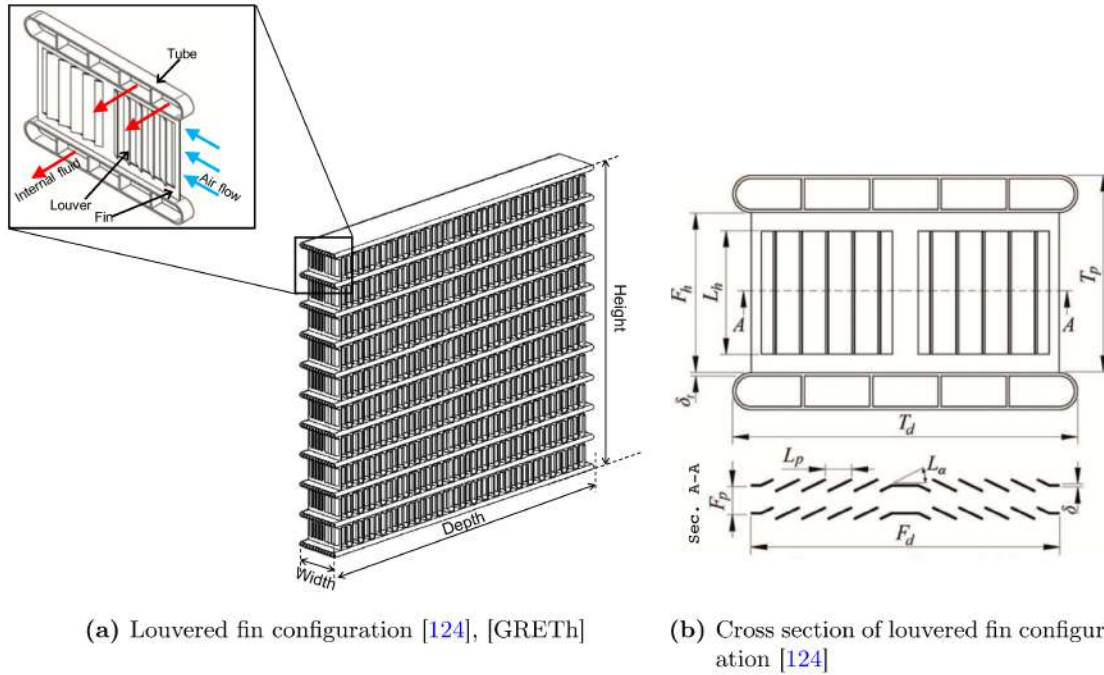 Tube
Internal fluid
Air flow
Louver
Fin
Height
Depth
Width
F_h
L_h
A
A
T_p
δ_t
T_d
Sec. A-A
L_p
L_α
F_p
δ
F_d
(a) Louvered fin configuration [124], [GRETh]
(b) Cross section of louvered fin configur
ation [124]